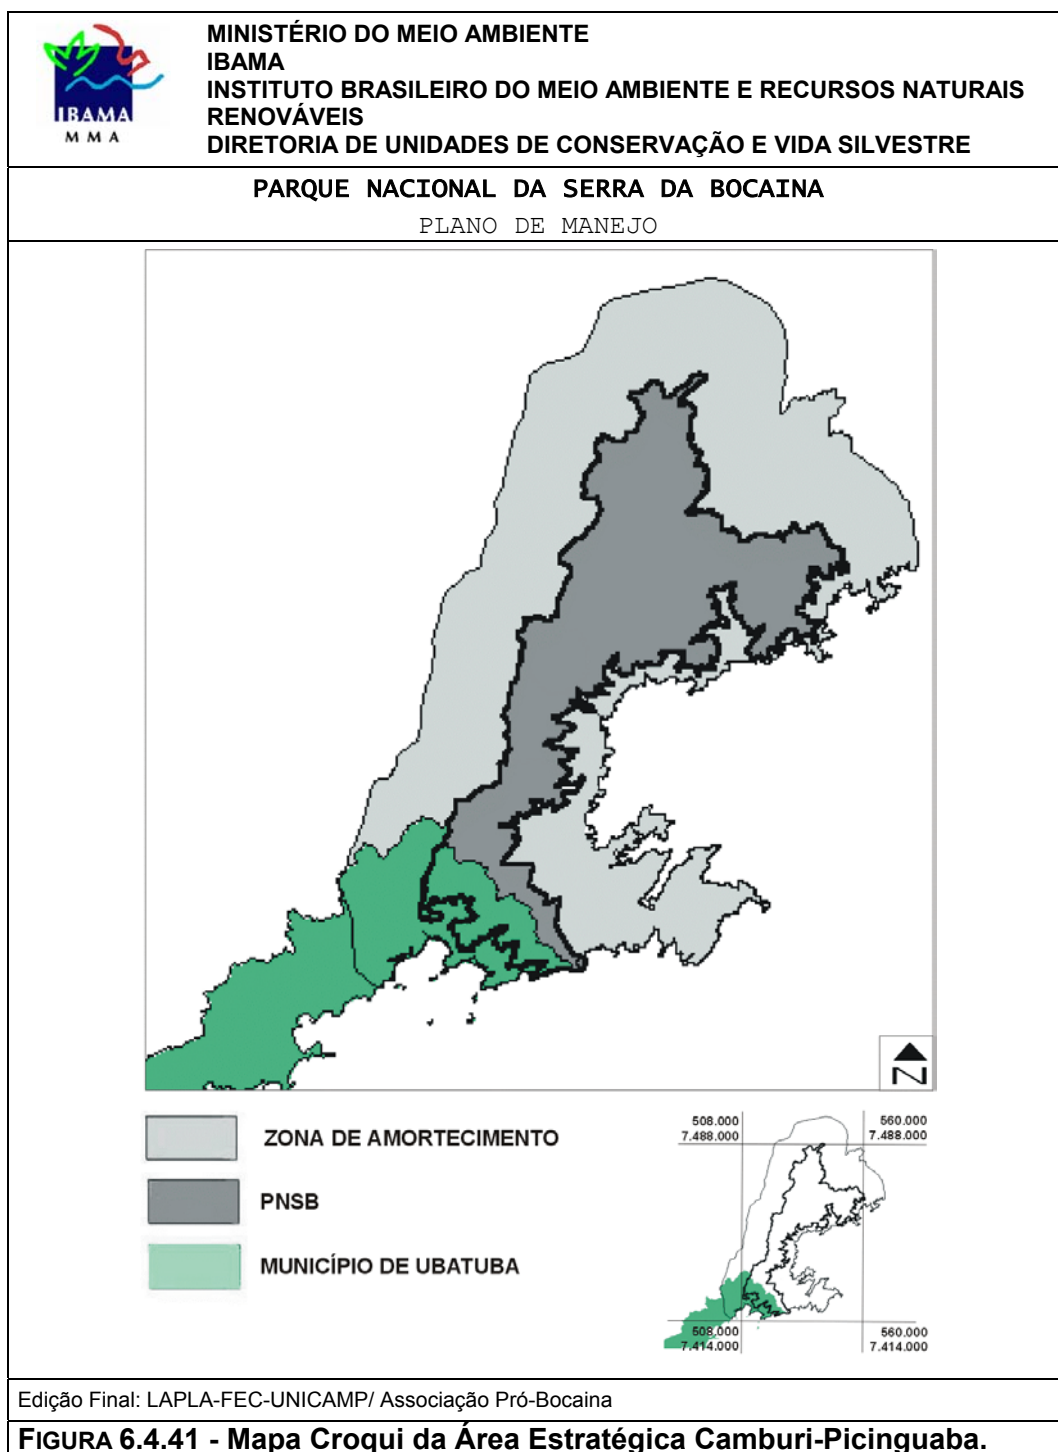 IBAMA
M M A
MINISTÉRIO DO MEIO AMBIENTE
IBAMA
INSTITUTO BRASILEIRO DO MEIO AMBIENTE E RECURSOS NATURAIS
RENOVÁVEIS
DIRETORIA DE UNIDADES DE CONSERVAÇÃO E VIDA SILVESTRE
PARQUE NACIONAL DA SERRA DA BOCAINA
PLANO DE MANEJO
N
ZONA DE AMORTECIMENTO
PNSB
MUNICÍPIO DE UBATUBA
508.000
7.488.000
560.000
7.488.000
508.000
7.414.000
560.000
7.414.000
Edição Final: LAPLA-FEC-UNICAMP/ Associação Pró-Bocaina
FIGURA 6.4.41 - Mapa Croqui da Área Estratégica Camburi-Picinguaba.